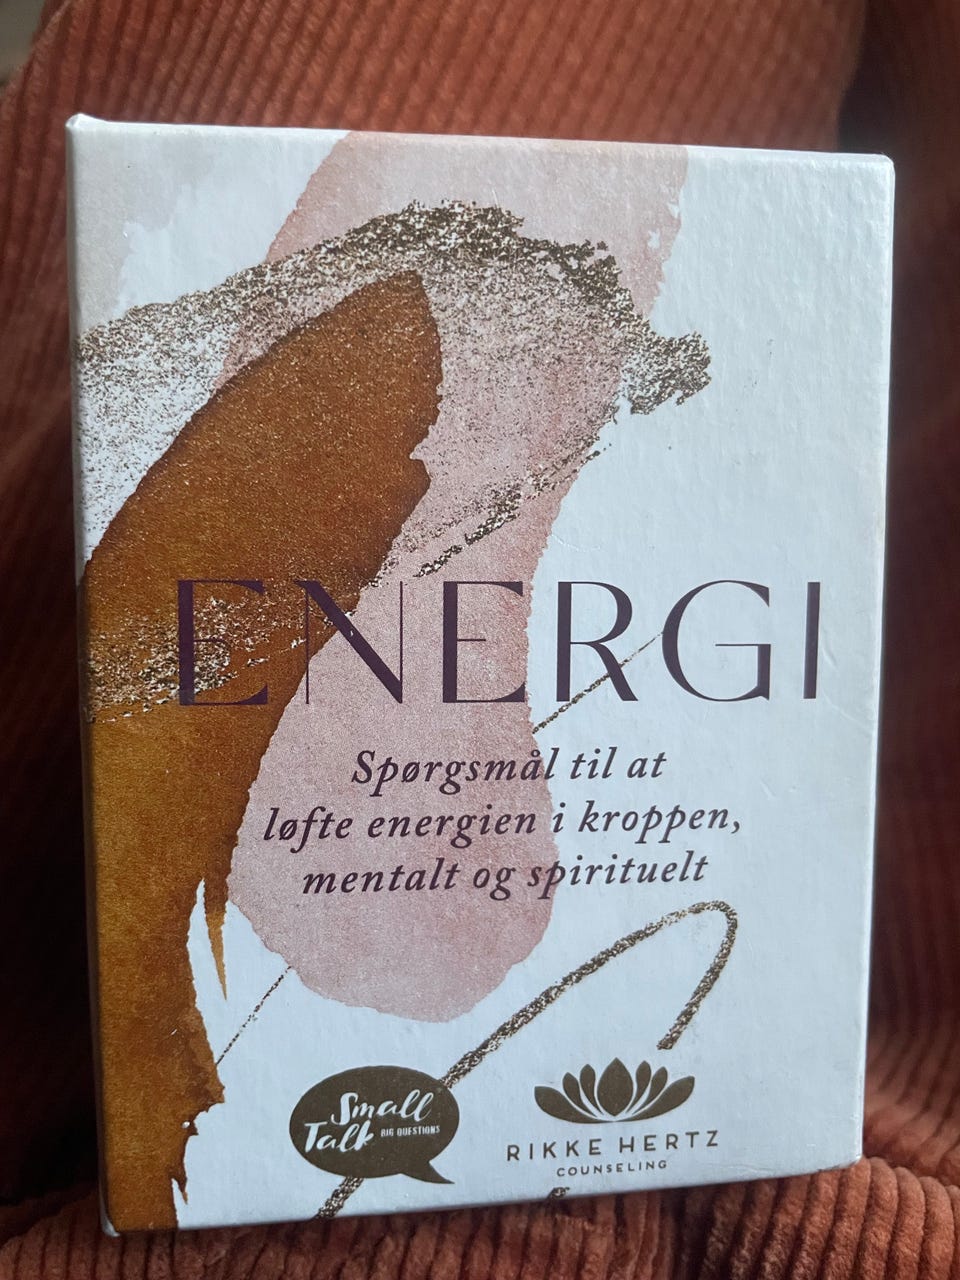 ENERGI
Spørgsmål til at
løfte energien i kroppen,
mentalt og spirituelt
Small
Talk BIG QUESTIONS
RIKKE HERTZ
COUNSELING